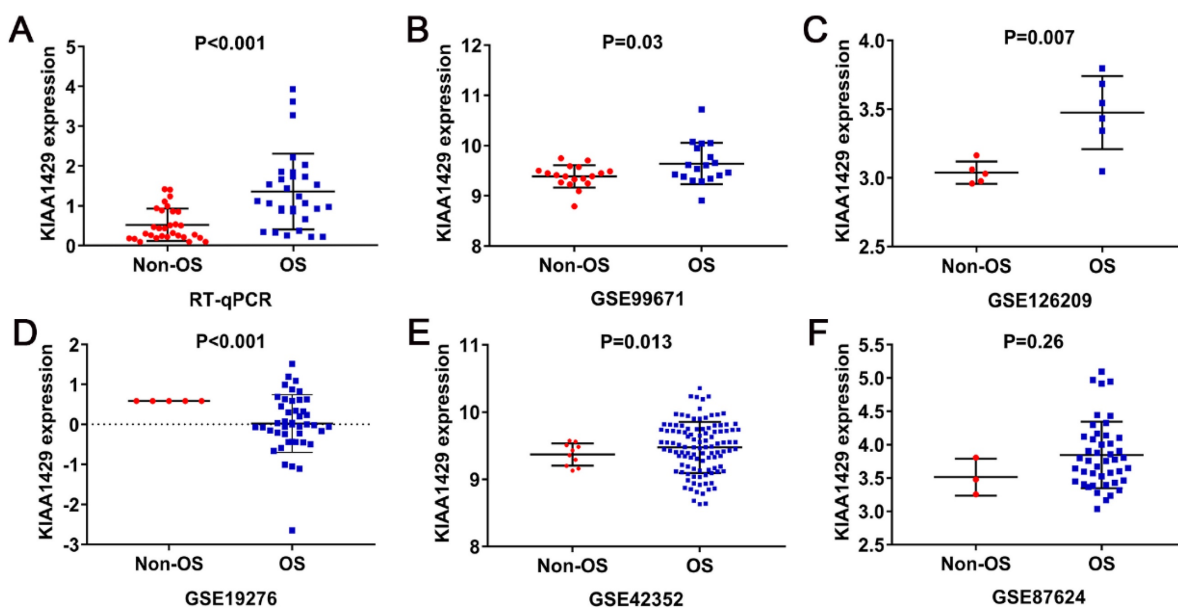 A
P<0.001
KIAA1429 expression
5
4
3
2
1
0
Non-OS
OS
RT-qPCR
B
P=0.03
KIAA1429 expression
12
11
10
9
8
Non-OS
OS
GSE99671
C
P=0.007
KIAA1429 expression
4.0
3.5
3.0
2.5
Non-OS
OS
GSE126209
D
P<0.001
KIAA1429 expression
2
1
0
-1
-2
-3
Non-OS
OS
GSE19276
E
P=0.013
KIAA1429 expression
11
10
9
8
Non-OS
OS
GSE42352
F
P=0.26
KIAA1429 expression
5.5
5.0
4.5
4.0
3.5
3.0
2.5
Non-OS
OS
GSE87624